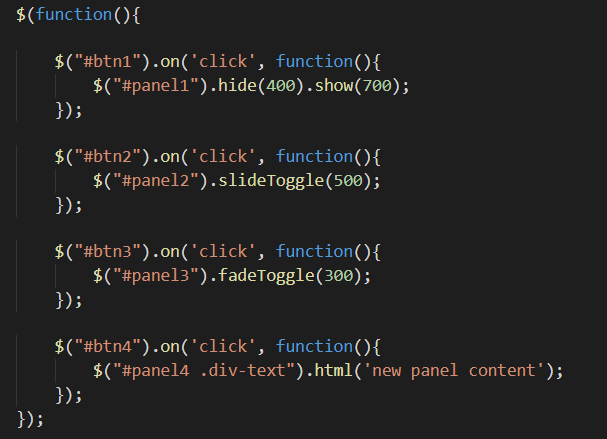 $(function(){
$("#btn1").on('click', function(){
$("#panel1").hide(400).show(700);
});
$("#btn2").on('click', function(){
$("#panel2").slideToggle(500);
});
$("#btn3").on('click', function(){
$("#panel3").fadeToggle(300);
});
$("#btn4").on('click', function(){
$("#panel4 .div-text").html('new panel content');
});
});